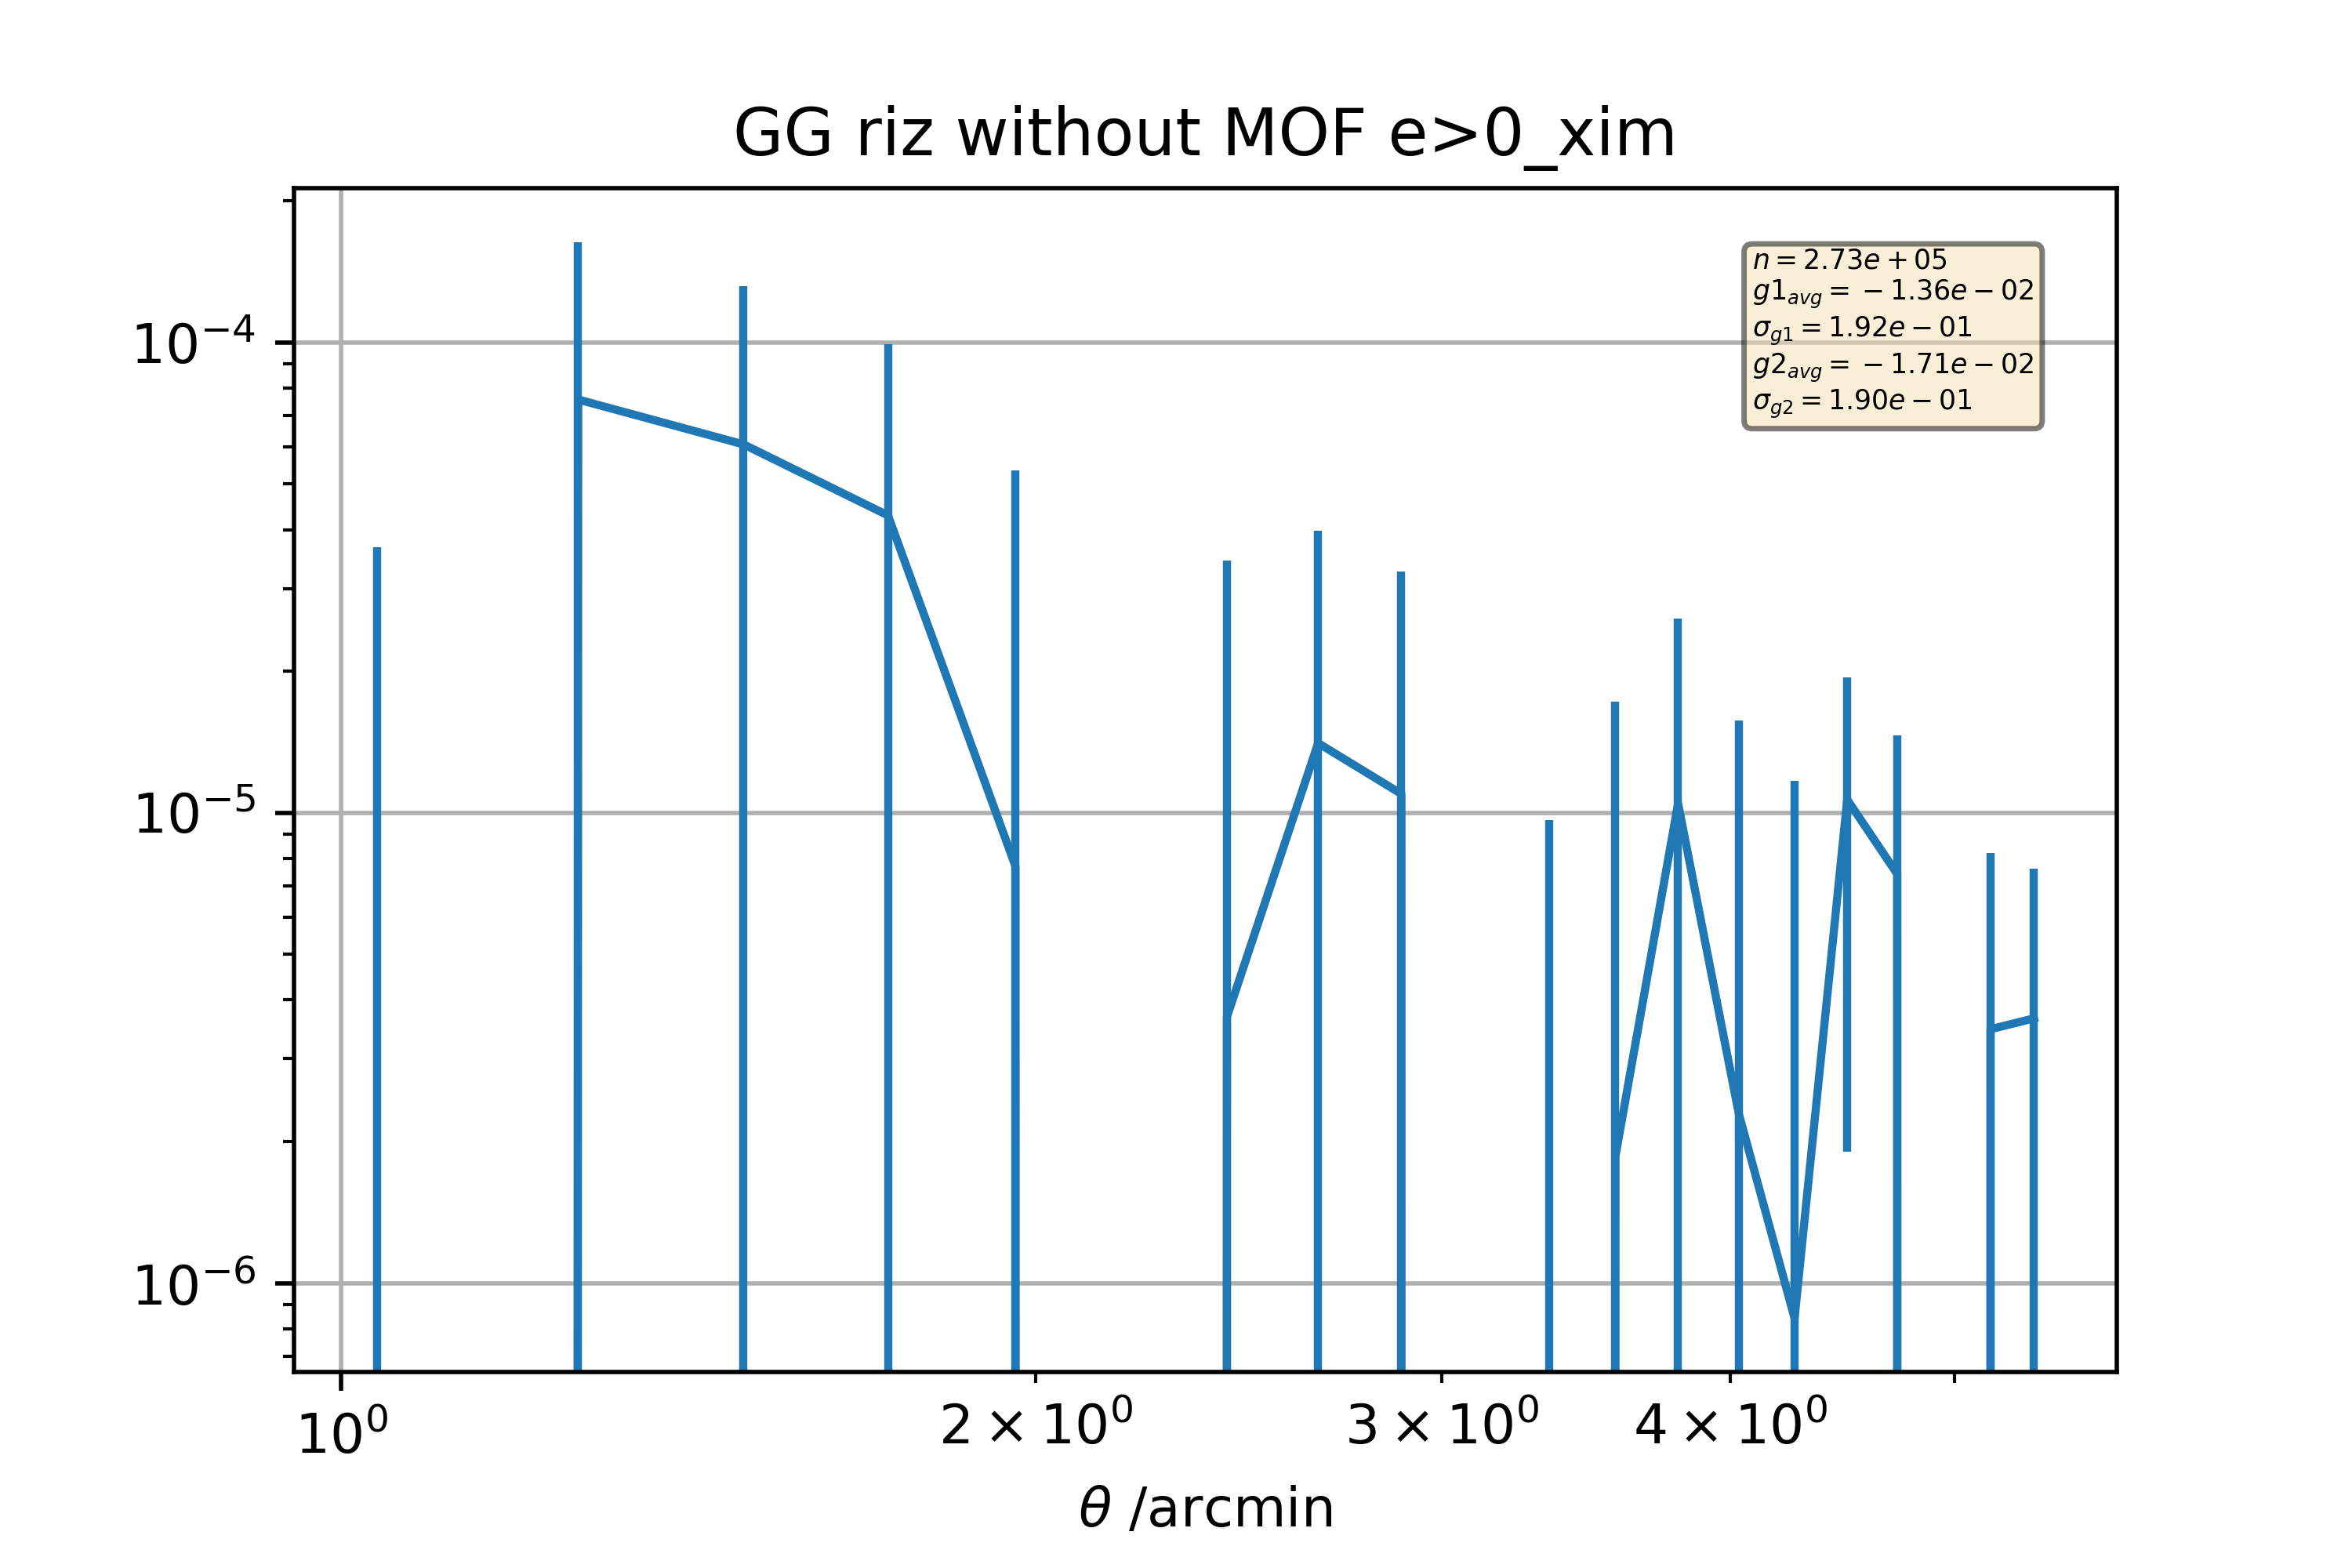 GG riz without MOF e>0_xim
n = 2.73e + 05
g1avg = − 1.36e − 02
σg1 = 1.92e − 01
g2avg = − 1.71e − 02
σg2 = 1.90e − 01
10⁻⁴
10⁻⁵
10⁻⁶
10⁰ 2 × 10⁰ 3 × 10⁰ 4 × 10⁰
θ /arcmin